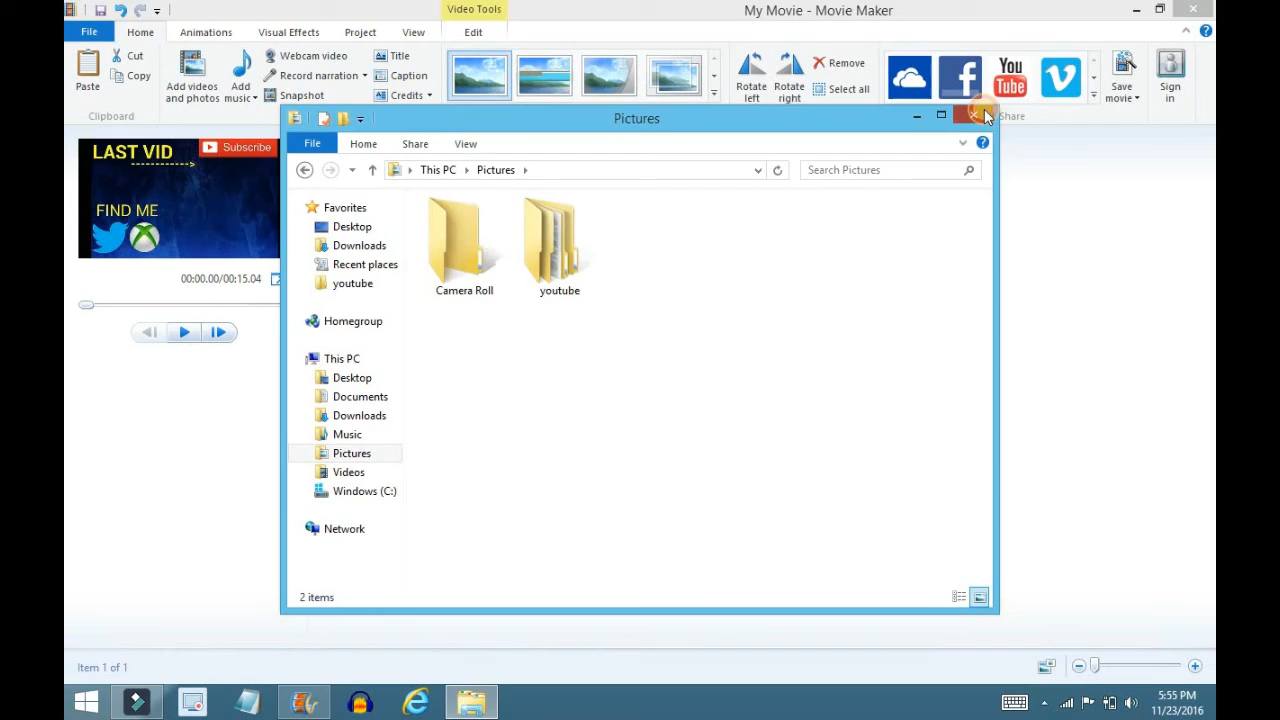 Video Tools
My Movie - Movie Maker
File
Home
Animations
Visual Effects
Project
View
Edit
Paste
Cut
Copy
Clipboard
Add videos
and photos
Add
music
Webcam video
Record narration
Snapshot
Title
Caption
Credits
Rotate
left
Rotate
right
Remove
Select all
You
Tube
Save
movie
Sign
in
Share
LAST VID
Subscribe
FIND ME
00:00.00/00:15.04
Pictures
File
Home
Share
View
This PC
Pictures
Search Pictures
Favorites
Desktop
Downloads
Recent places
youtube
Homegroup
This PC
Desktop
Documents
Downloads
Music
Pictures
Videos
Windows (C:)
Network
Camera Roll
youtube
2 items
Item 1 of 1
5:55 PM
11/23/2016